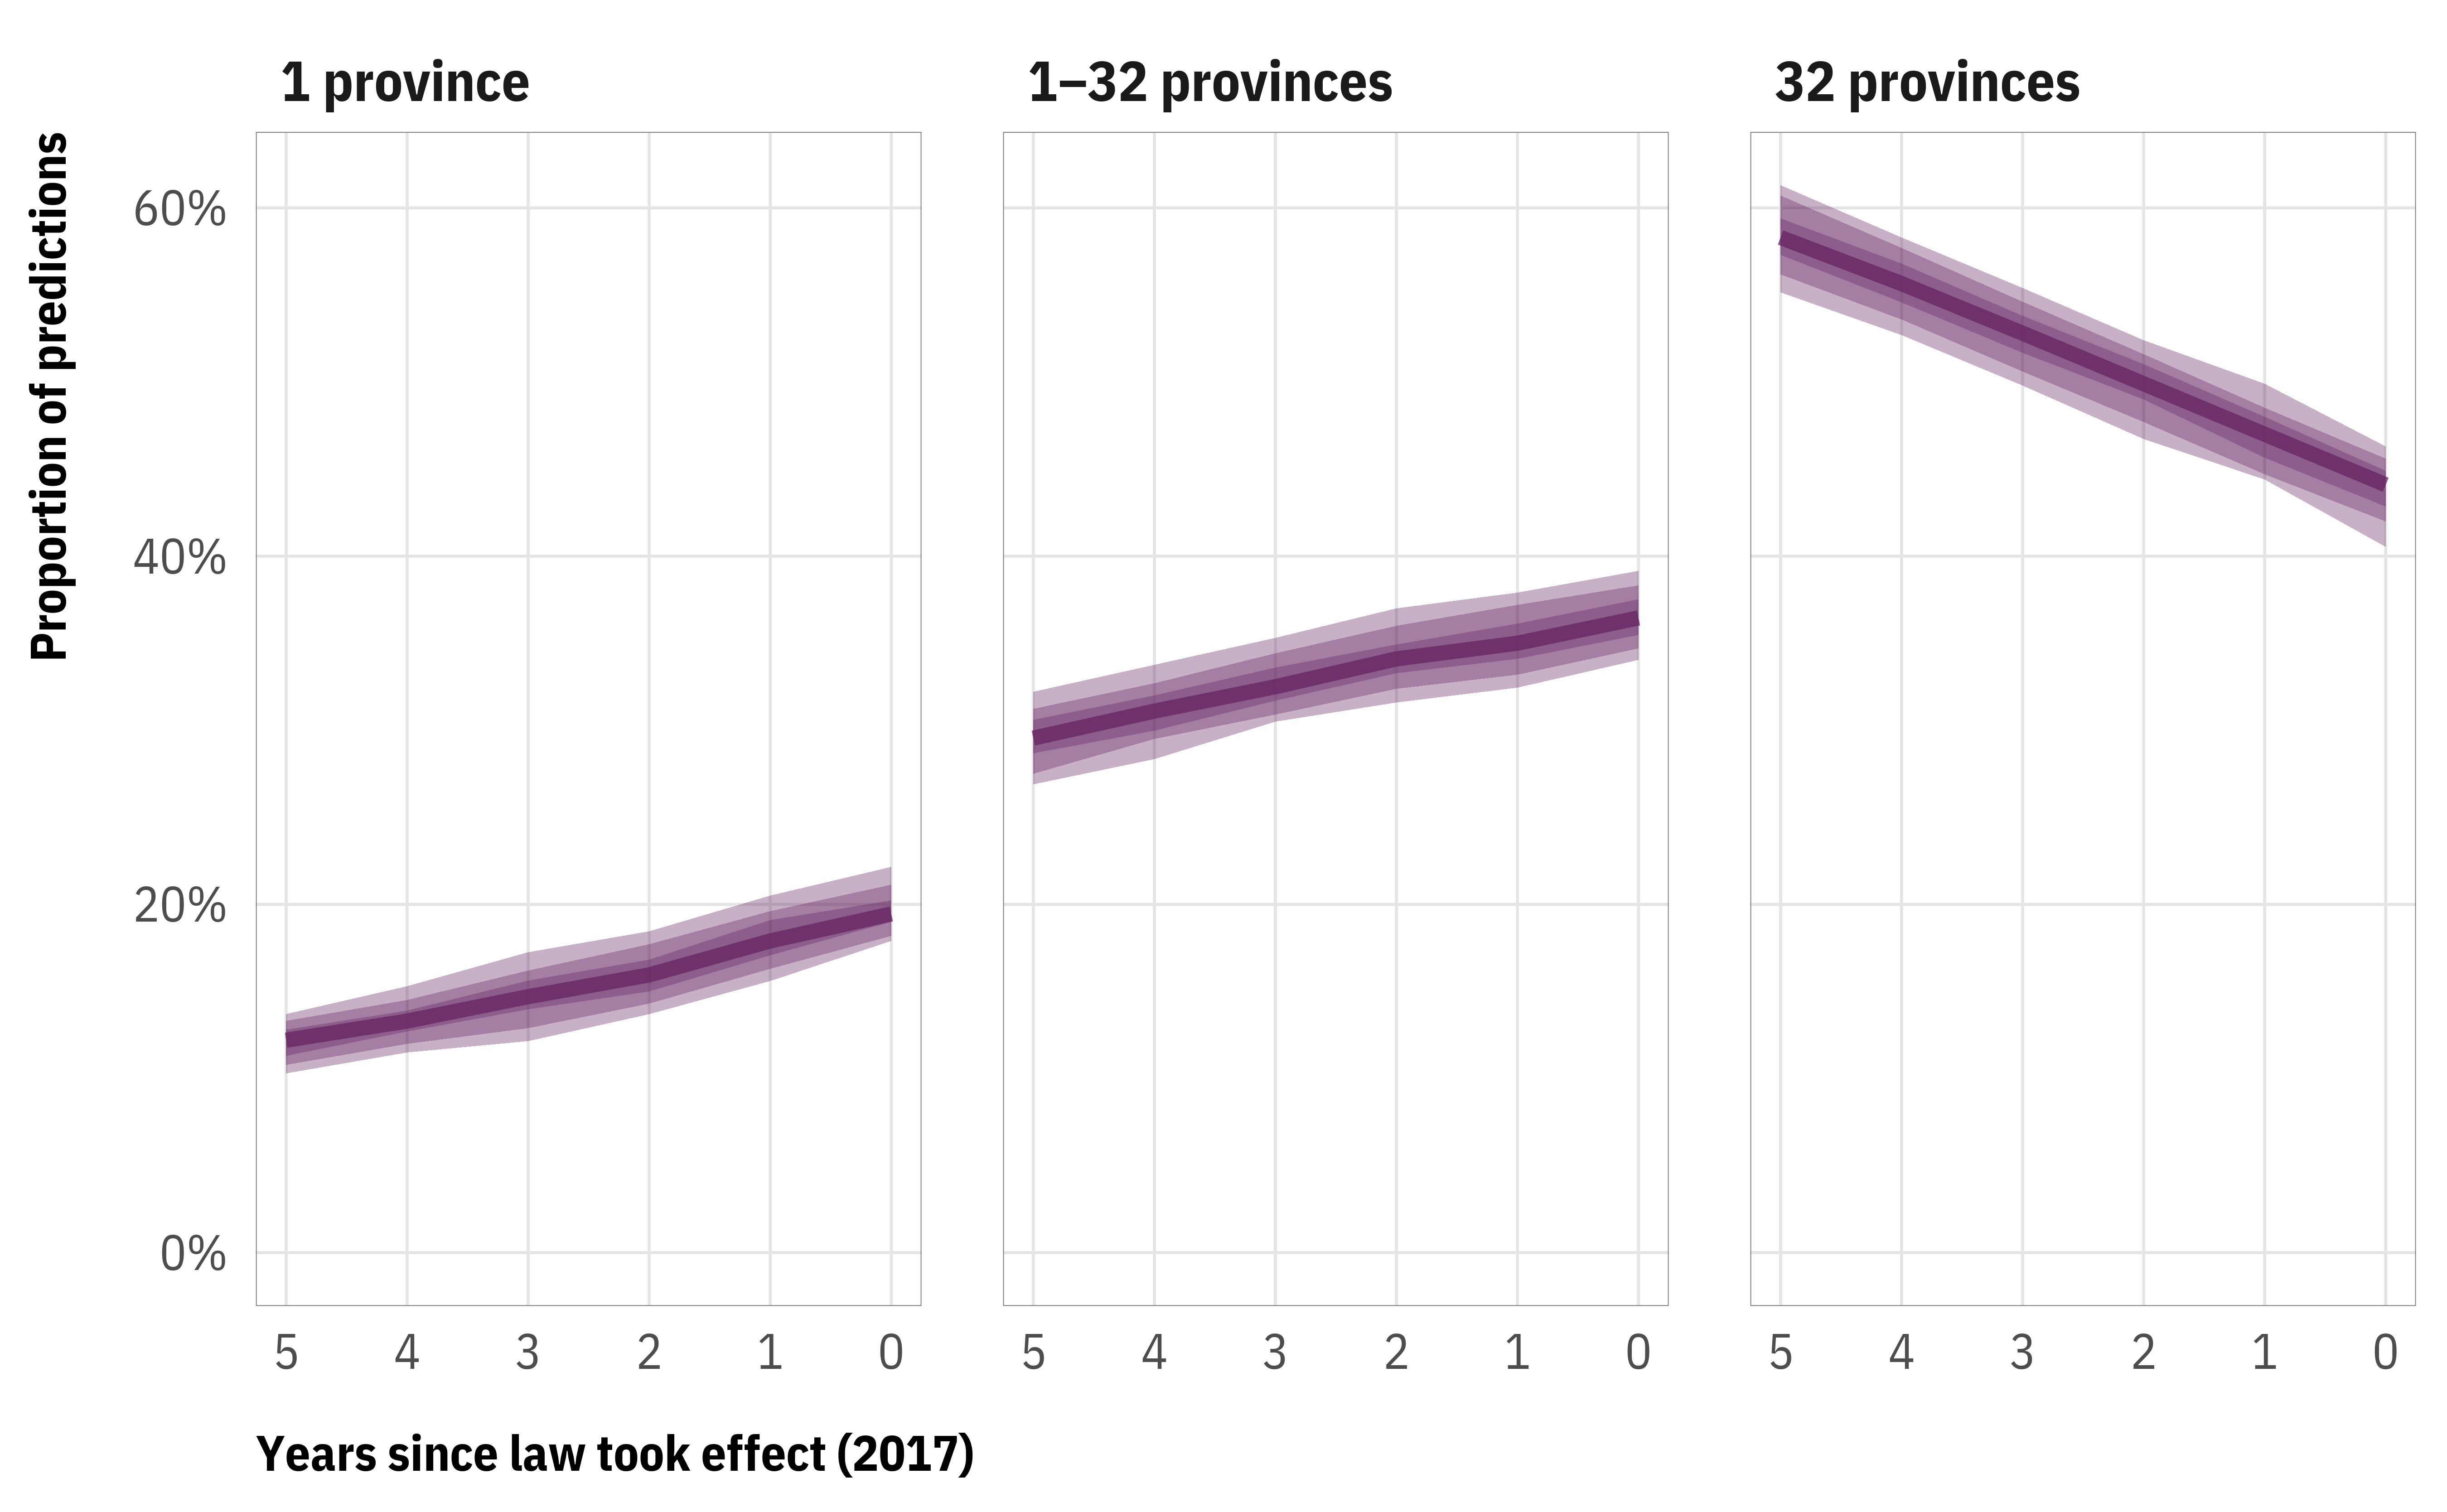 1 province
1–32 provinces
32 provinces
Proportion of predictions
60%
40%
20%
0%
5 4 3 2 1 0
5 4 3 2 1 0
5 4 3 2 1 0
Years since law took effect (2017)